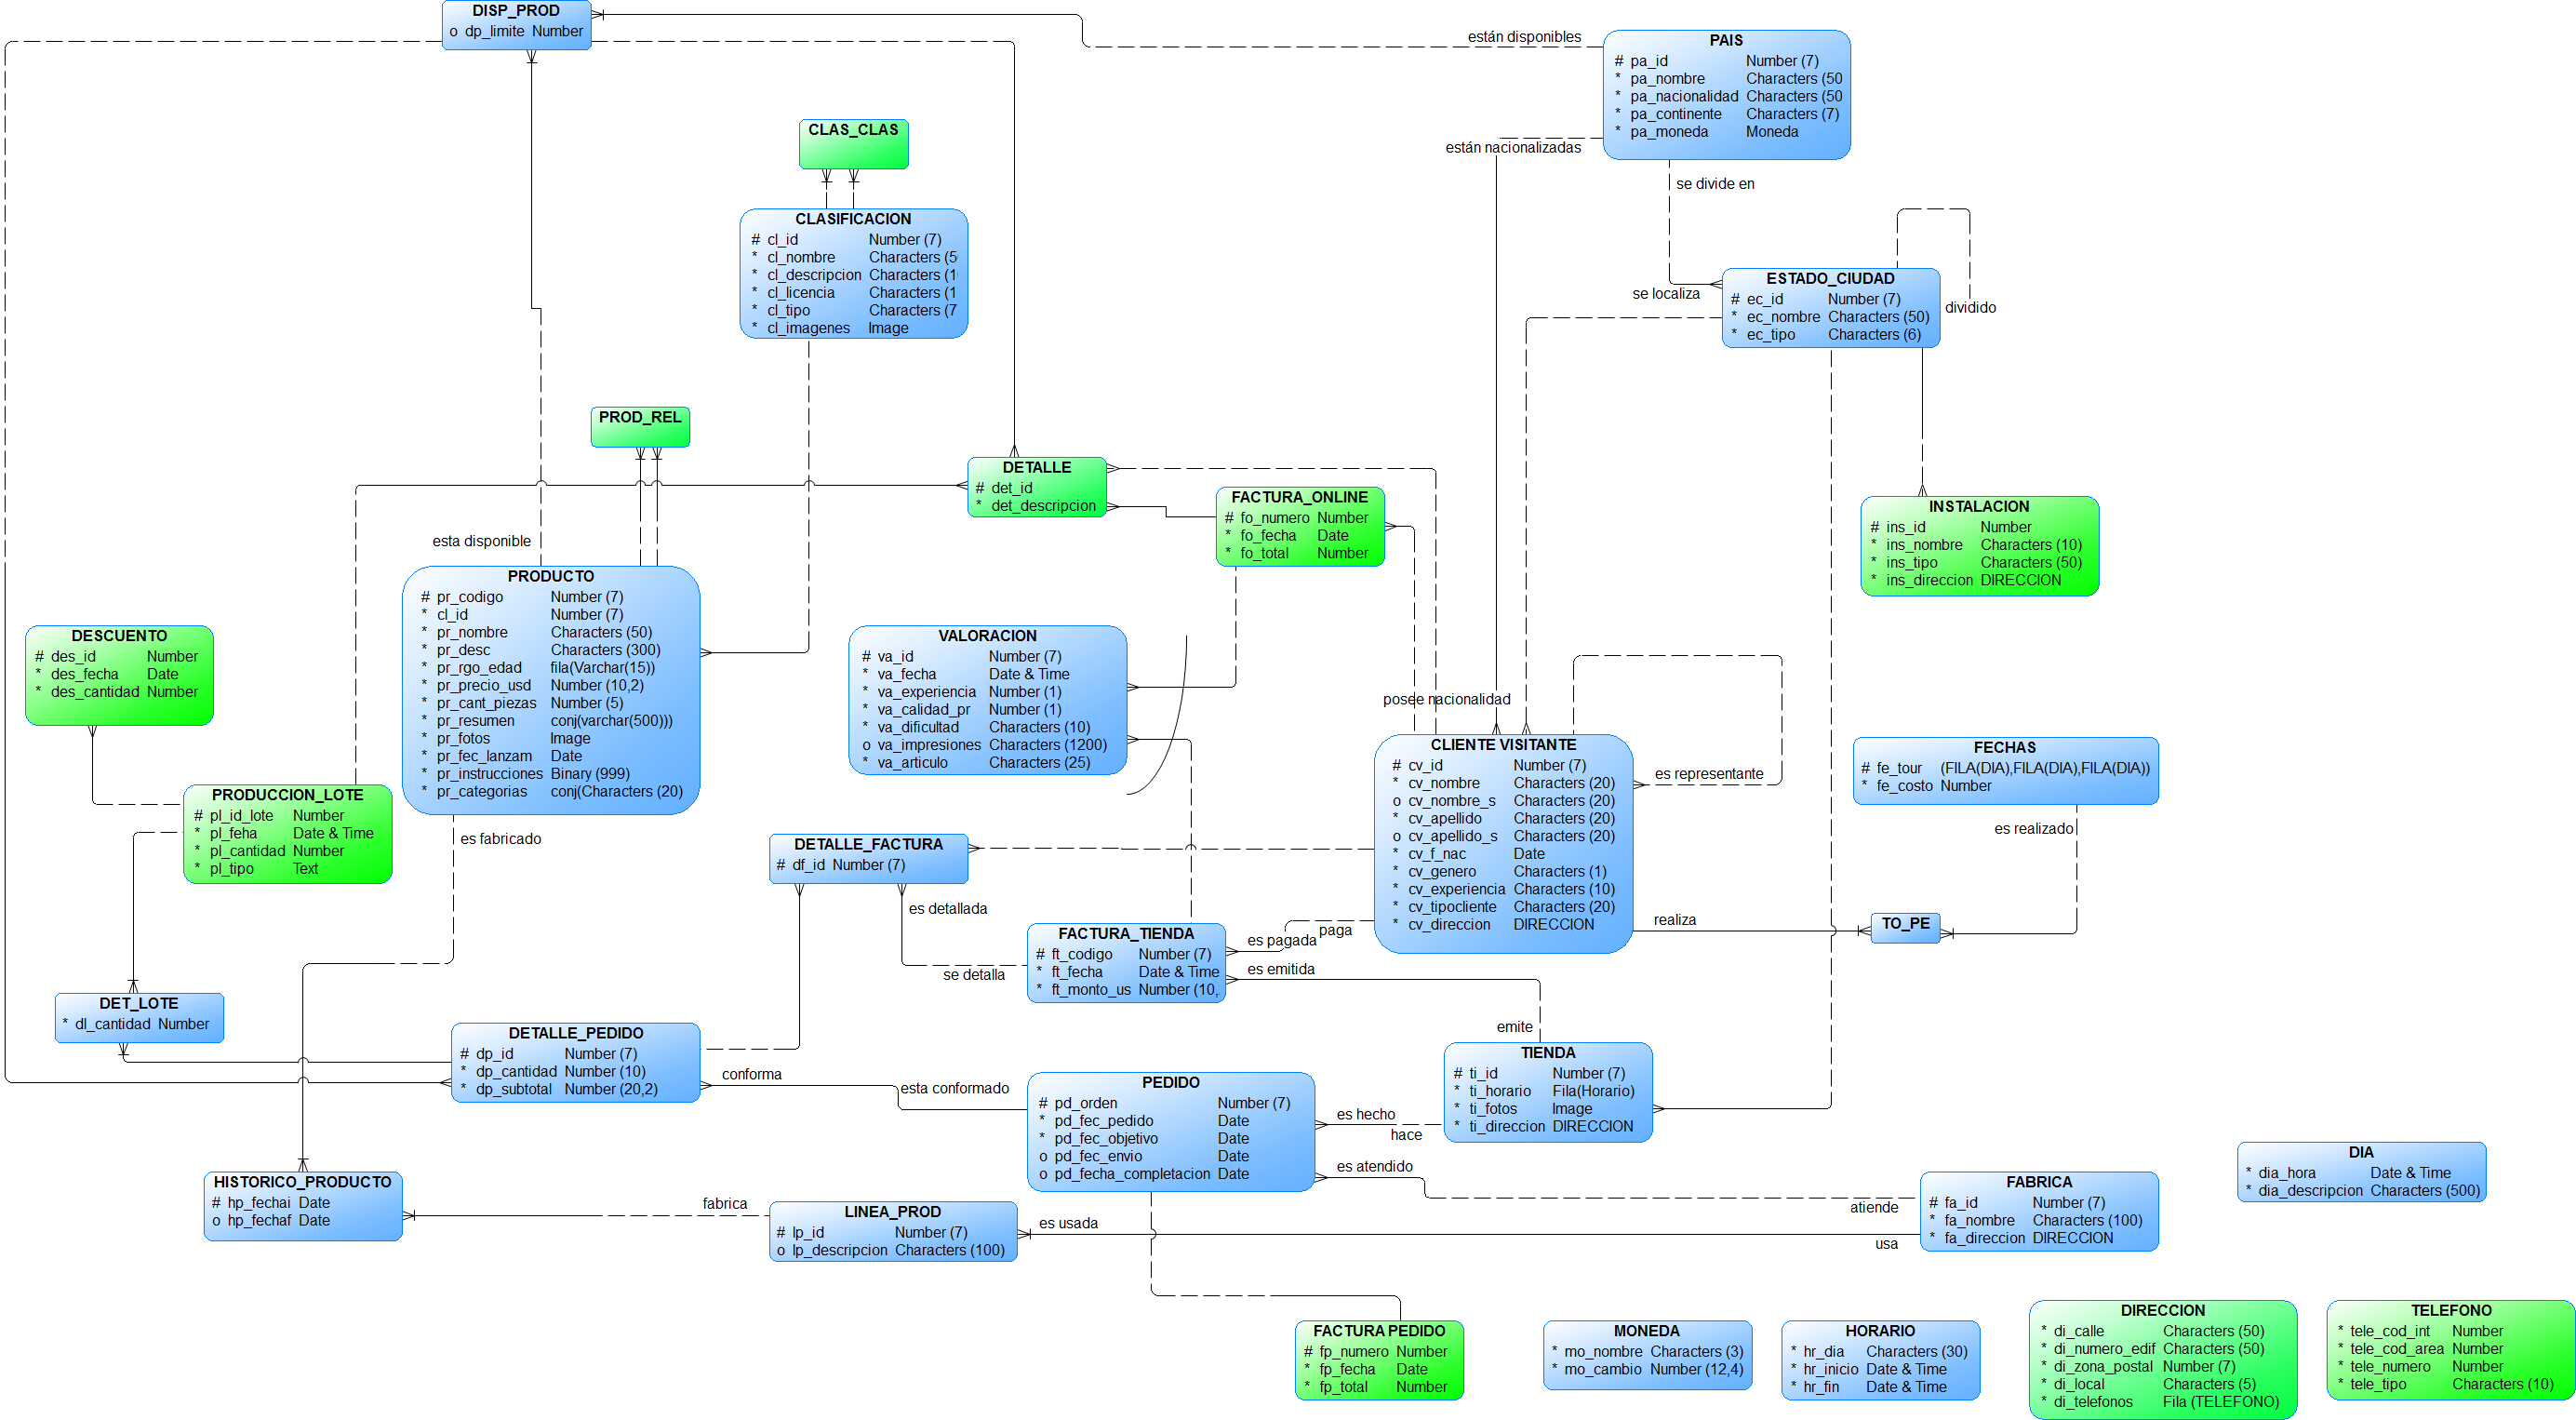 DISP_PROD
o dp_limite Number
están disponibles
PAIS
# pa_id Number (7)
* pa_nombre Characters (50
* pa_nacionalidad Characters (50
* pa_continente Characters (7)
* pa_moneda Moneda
están nacionalizadas
se divide en
CLAS_CLAS
CLASIFICACION
# cl_id Number (7)
* cl_nombre Characters (5
* cl_descripcion Characters (1
* cl_licencia Characters (1
* cl_tipo Characters (7
* cl_imagenes Image
se localiza
ESTADO_CIUDAD
# ec_id Number (7)
* ec_nombre Characters (50)
* ec_tipo Characters (6)
dividido
PROD_REL
DETALLE
# det_id
* det_descripcion
FACTURA_ONLINE
# fo_numero Number
* fo_fecha Date
* fo_total Number
INSTALACION
# ins_id Number
* ins_nombre Characters (10)
* ins_tipo Characters (50)
* ins_direccion DIRECCION
esta disponible
PRODUCTO
# pr_codigo Number (7)
* cl_id Number (7)
* pr_nombre Characters (50)
* pr_desc Characters (300)
* pr_rgo_edad fila(Varchar(15))
* pr_precio_usd Number (10,2)
* pr_cant_piezas Number (5)
* pr_resumen conj(varchar(500)))
* pr_fotos Image
* pr_fec_lanzam Date
* pr_instrucciones Binary (999)
* pr_categorias conj(Characters (20)
DESCUENTO
# des_id Number
* des_fecha Date
* des_cantidad Number
VALORACION
# va_id Number (7)
* va_fecha Date & Time
* va_experiencia Number (1)
* va_calidad_pr Number (1)
* va_dificultad Characters (10)
o va_impresiones Characters (1200)
* va_articulo Characters (25)
posee nacionalidad
CLIENTE VISITANTE
# cv_id Number (7)
* cv_nombre Characters (20)
o cv_nombre_s Characters (20)
* cv_apellido Characters (20)
o cv_apellido_s Characters (20)
* cv_f_nac Date
* cv_genero Characters (1)
* cv_experiencia Characters (10)
* cv_tipocliente Characters (20)
* cv_direccion DIRECCION
es representante
FECHAS
# fe_tour (FILA(DIA),FILA(DIA),FILA(DIA))
* fe_costo Number
es realizado
PRODUCCION_LOTE
# pl_id_lote Number
* pl_feha Date & Time
* pl_cantidad Number
* pl_tipo Text
es fabricado
DETALLE_FACTURA
# df_id Number (7)
es detallada
se detalla
FACTURA_TIENDA
# ft_codigo Number (7)
* ft_fecha Date & Time
* ft_monto_us Number (10,
es pagada
paga
es emitida
emite
realiza
TO_PE
DET_LOTE
* dl_cantidad Number
DETALLE_PEDIDO
# dp_id Number (7)
* dp_cantidad Number (10)
* dp_subtotal Number (20,2)
conforma
esta conformado
TIENDA
# ti_id Number (7)
* ti_horario Fila(Horario)
* ti_fotos Image
* ti_direccion DIRECCION
PEDIDO
# pd_orden Number (7)
* pd_fec_pedido Date
* pd_fec_objetivo Date
o pd_fec_envio Date
o pd_fecha_completacion Date
es hecho
hace
es atendido
atiende
DIA
* dia_hora Date & Time
* dia_descripcion Characters (500)
HISTORICO_PRODUCTO
# hp_fechai Date
o hp_fechaf Date
fabrica
LINEA_PROD
# lp_id Number (7)
o lp_descripcion Characters (100)
es usada
usa
FABRICA
# fa_id Number (7)
* fa_nombre Characters (100)
* fa_direccion DIRECCION
FACTURA PEDIDO
# fp_numero Number
* fp_fecha Date
* fp_total Number
MONEDA
* mo_nombre Characters (3)
* mo_cambio Number (12,4)
HORARIO
* hr_dia Characters (30)
* hr_inicio Date & Time
* hr_fin Date & Time
DIRECCION
* di_calle Characters (50)
* di_numero_edif Characters (50)
* di_zona_postal Number (7)
* di_local Characters (5)
* di_telefonos Fila (TELEFONO)
TELEFONO
* tele_cod_int Number
* tele_cod_area Number
* tele_numero Number
* tele_tipo Characters (10)